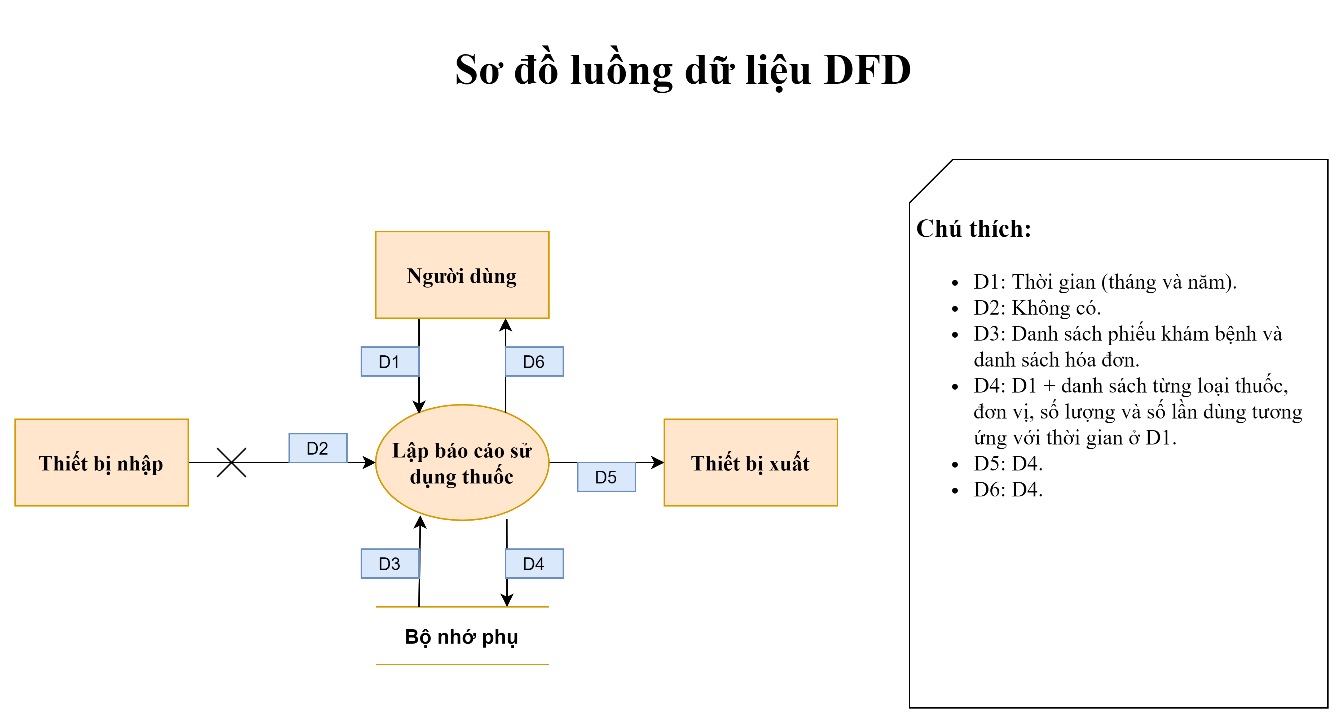 Sơ đồ luồng dữ liệu DFD
Người dùng
D1
D6
Thiết bị nhập
D2
Lập báo cáo sử
dụng thuốc
D5
Thiết bị xuất
D3
D4
Bộ nhớ phụ
Chú thích:
• D1: Thời gian (tháng và năm).
• D2: Không có.
• D3: Danh sách phiếu khám bệnh và
danh sách hóa đơn.
• D4: D1 + danh sách từng loại thuốc,
đơn vị, số lượng và số lần dùng tương
ứng với thời gian ở D1.
• D5: D4.
• D6: D4.